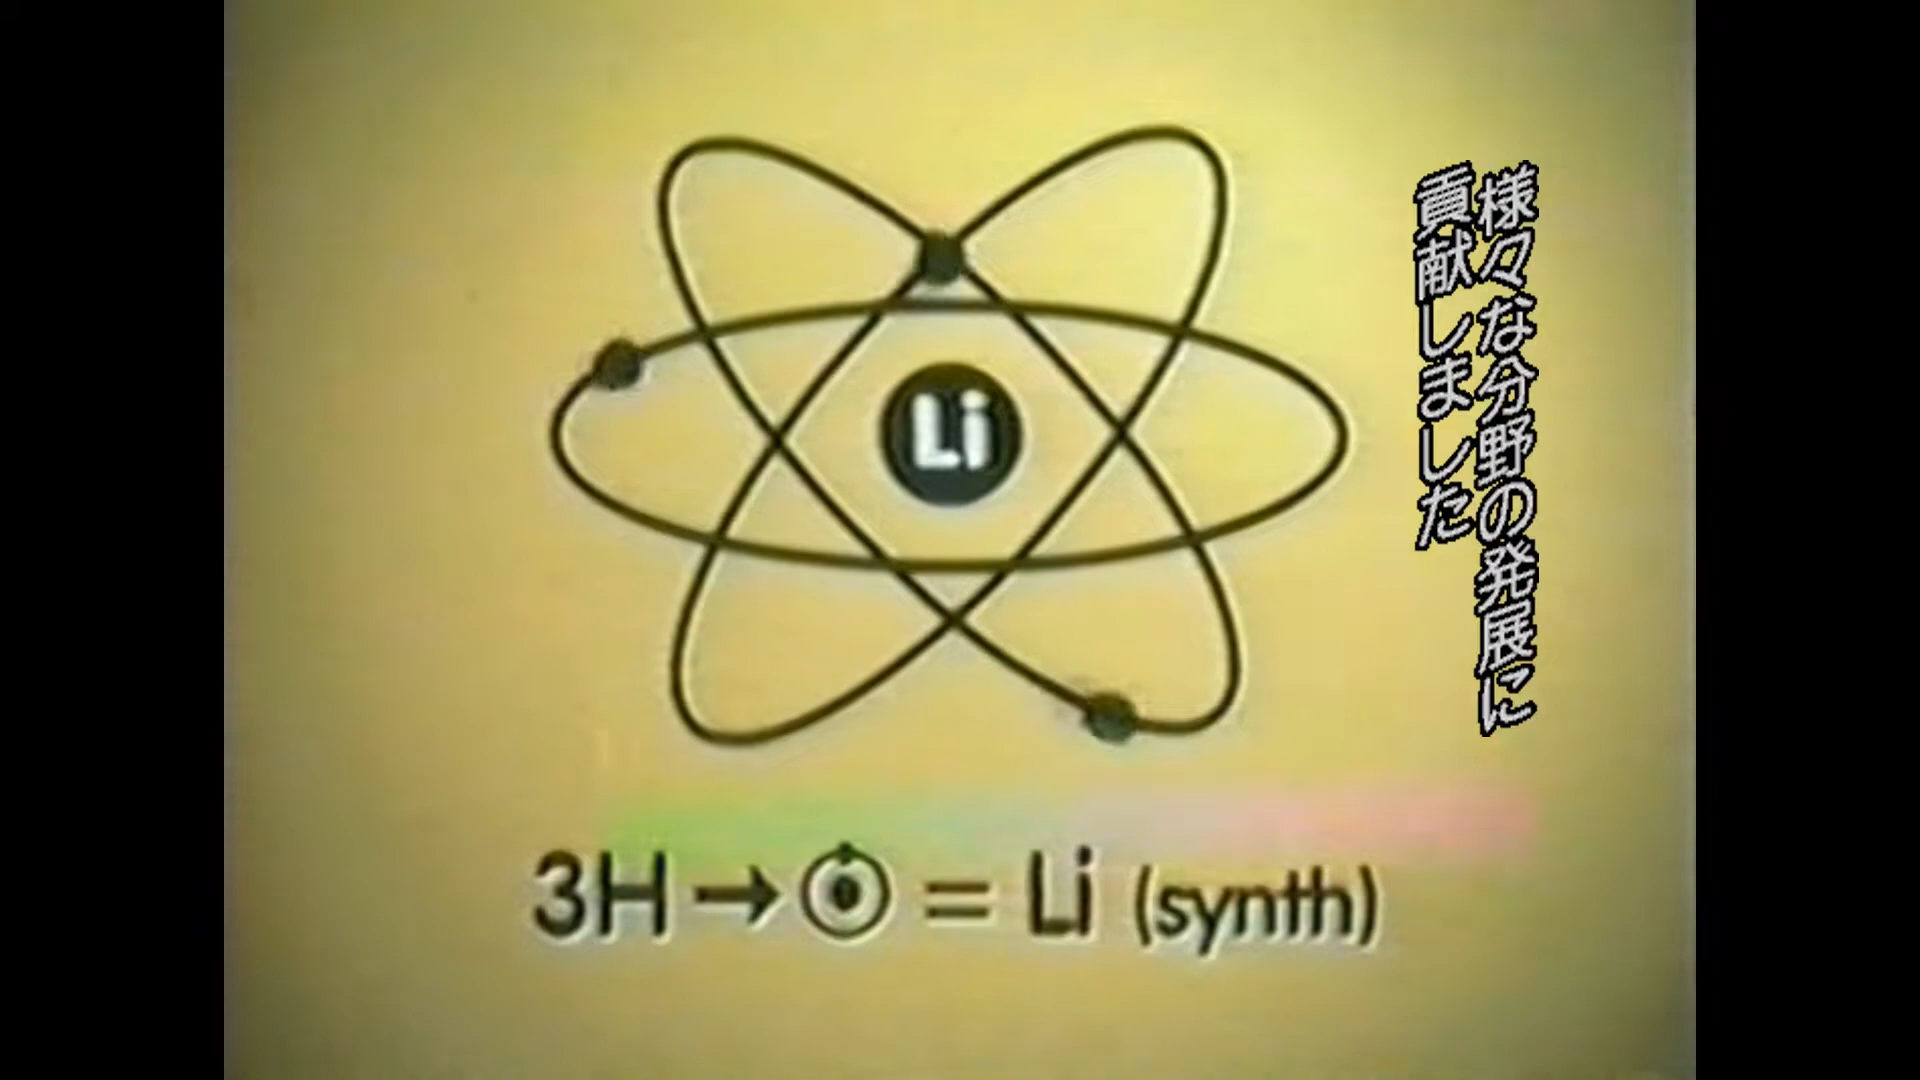 様々な分野の発展に
貢献しました
Li
3H→☉ = Li (synth)